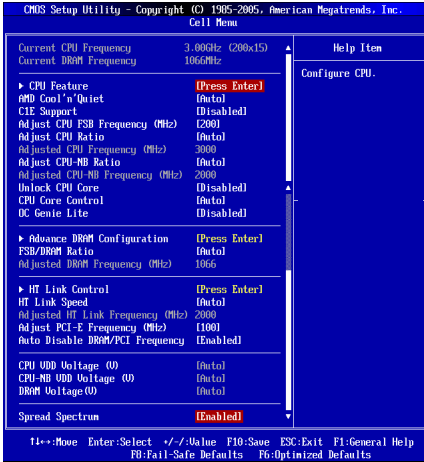 CMOS Setup Utility - Copyright (C) 1985-2005, American Megatrends, Inc.
Cell Menu
Current CPU Frequency 3.00GHz (200x15)
Current DRAM Frequency 1066MHz
Help Item
Configure CPU.
▶ CPU Feature [Press Enter]
AMD Cool'n'Quiet [Auto]
C1E Support [Disabled]
Adjust CPU FSB Frequency (MHz) [200]
Adjust CPU Ratio [Auto]
Adjusted CPU Frequency (MHz) 3000
Adjust CPU-NB Ratio [Auto]
Adjusted CPU-NB Frequency (MHz) 2000
Unlock CPU Core [Disabled]
CPU Core Control [Auto]
OC Genie Lite [Disabled]
▶ Advance DRAM Configuration [Press Enter]
FSB/DRAM Ratio [Auto]
Adjusted DRAM Frequency (MHz) 1066
▶ HT Link Control [Press Enter]
HT Link Speed [Auto]
Adjusted HT Link Frequency (MHz) 2000
Adjust PCI-E Frequency (MHz) [100]
Auto Disable DRAM/PCI Frequency [Enabled]
CPU VDD Voltage (V) [Auto]
CPU-NB VDD Voltage (V) [Auto]
DRAM Voltage(V) [Auto]
Spread Spectrum [Enabled]
↑↓←→:Move Enter:Select +/-/:Value F10:Save ESC:Exit F1:General Help
F8:Fail-Safe Defaults F6:Optimized Defaults